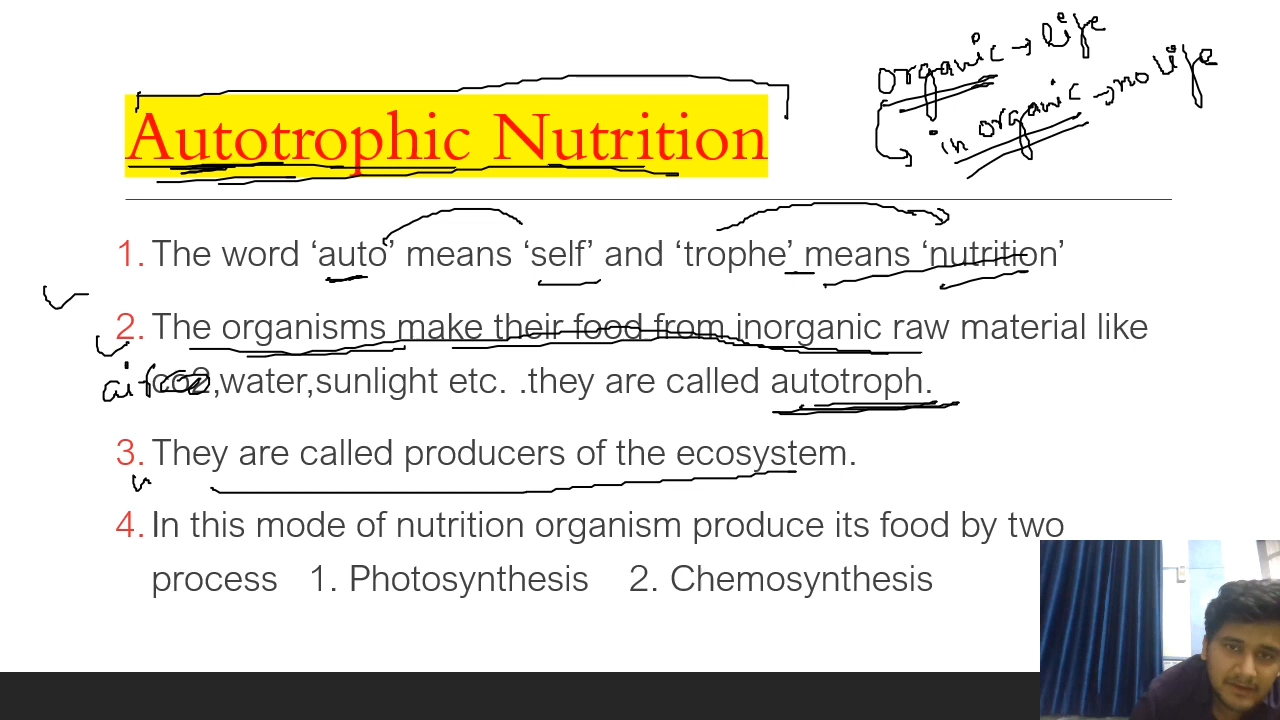 organic → life
in organic → no life
Autotrophic Nutrition
1. The word ‘auto’ means ‘self’ and ‘trophe’ means ‘nutrition’
2. The organisms make their food from inorganic raw material like
air co2,water,sunlight etc. .they are called autotroph.
3. They are called producers of the ecosystem.
4. In this mode of nutrition organism produce its food by two
process 1. Photosynthesis 2. Chemosynthesis